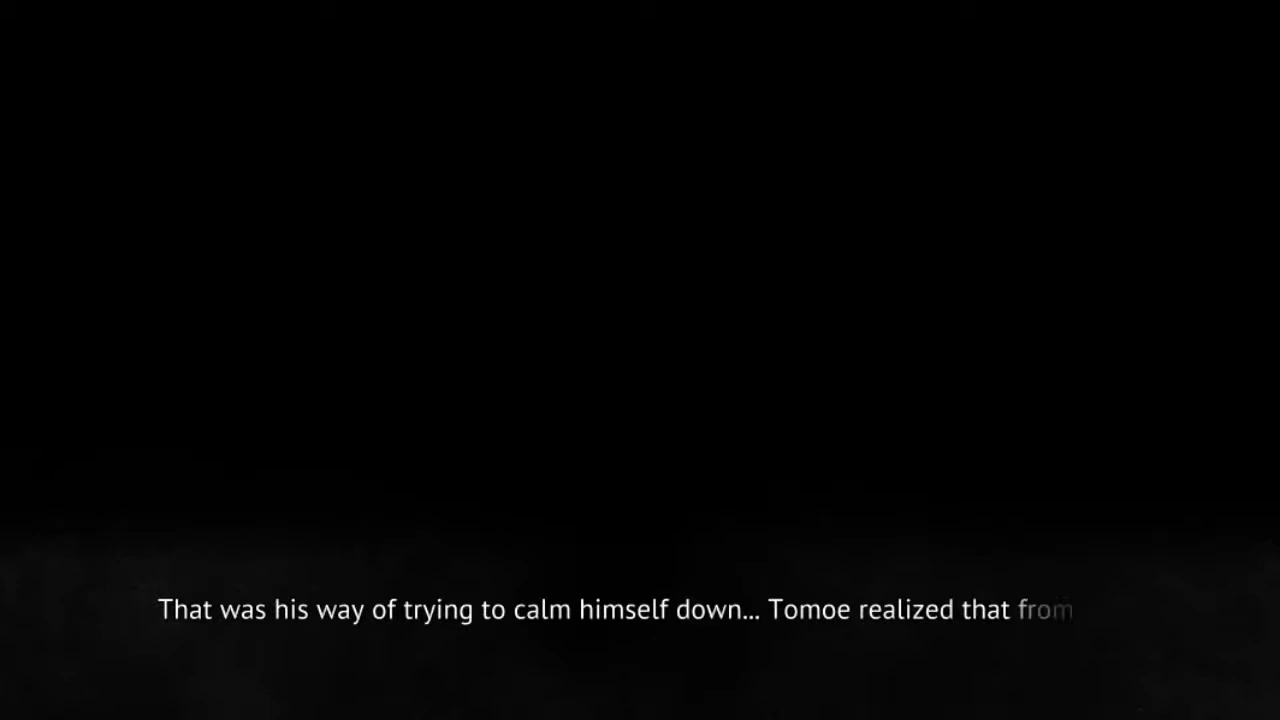 That was his way of trying to calm himself down... Tomoe realized that from